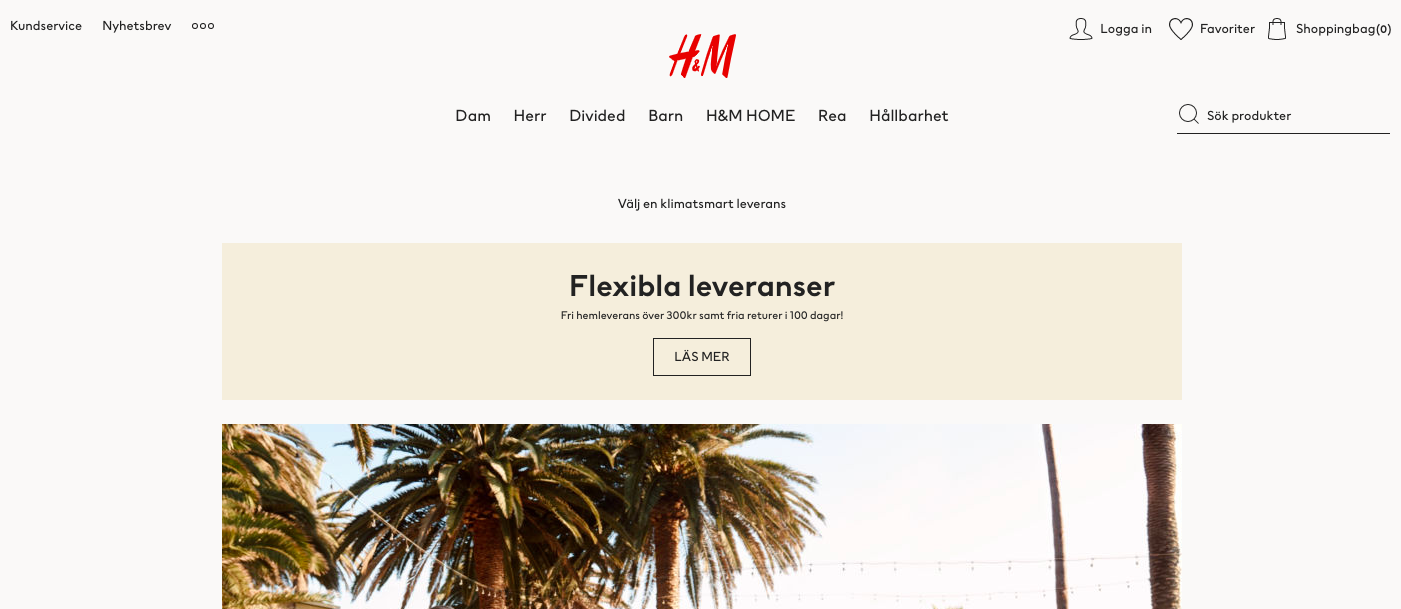 Kundservice Nyhetsbrev
Logga in Favoriter Shoppingbag(0)
H&M
Dam Herr Divided Barn H&M HOME Rea Hållbarhet
Sök produkter
Välj en klimatsmart leverans
Flexibla leveranser
Fri hemleverans över 300kr samt fria returer i 100 dagar!
LÄS MER